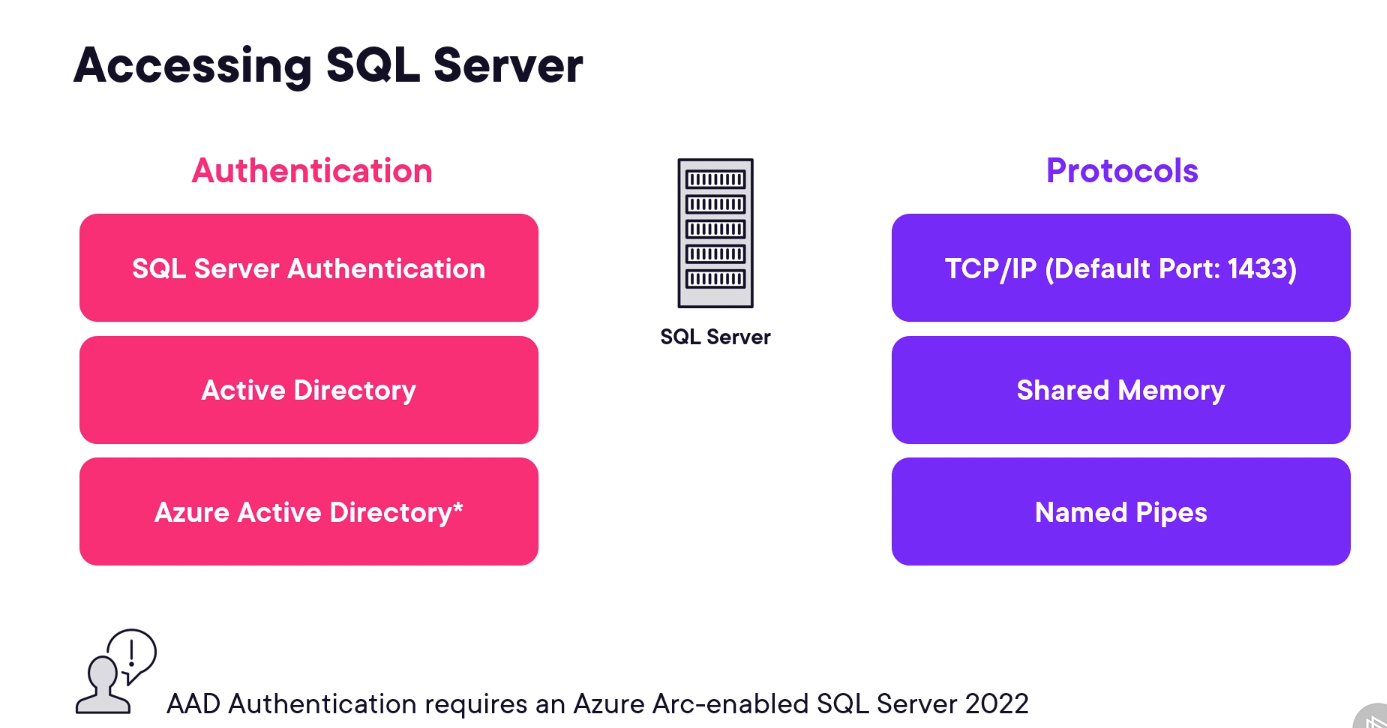 Accessing SQL Server
Authentication
SQL Server Authentication
Active Directory
Azure Active Directory*
SQL Server
Protocols
TCP/IP (Default Port: 1433)
Shared Memory
Named Pipes
!
AAD Authentication requires an Azure Arc-enabled SQL Server 2022